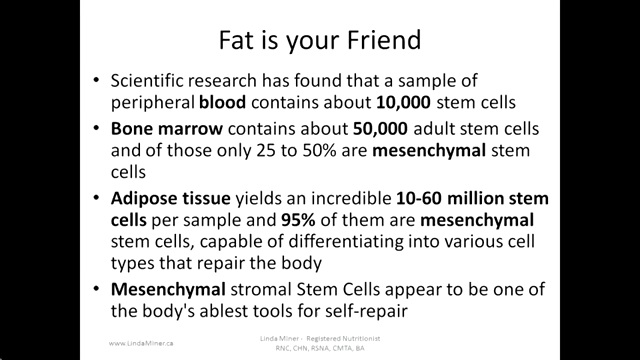 Fat is your Friend
• Scientific research has found that a sample of
peripheral blood contains about 10,000 stem cells
• Bone marrow contains about 50,000 adult stem cells
and of those only 25 to 50% are mesenchymal stem
cells
• Adipose tissue yields an incredible 10-60 million stem
cells per sample and 95% of them are mesenchymal
stem cells, capable of differentiating into various cell
types that repair the body
• Mesenchymal stromal Stem Cells appear to be one of
the body's ablest tools for self-repair
www.LindaMiner.ca
Linda Miner - Registered Nutritionist
RNC, CHN, RSNA, CMTA, BA